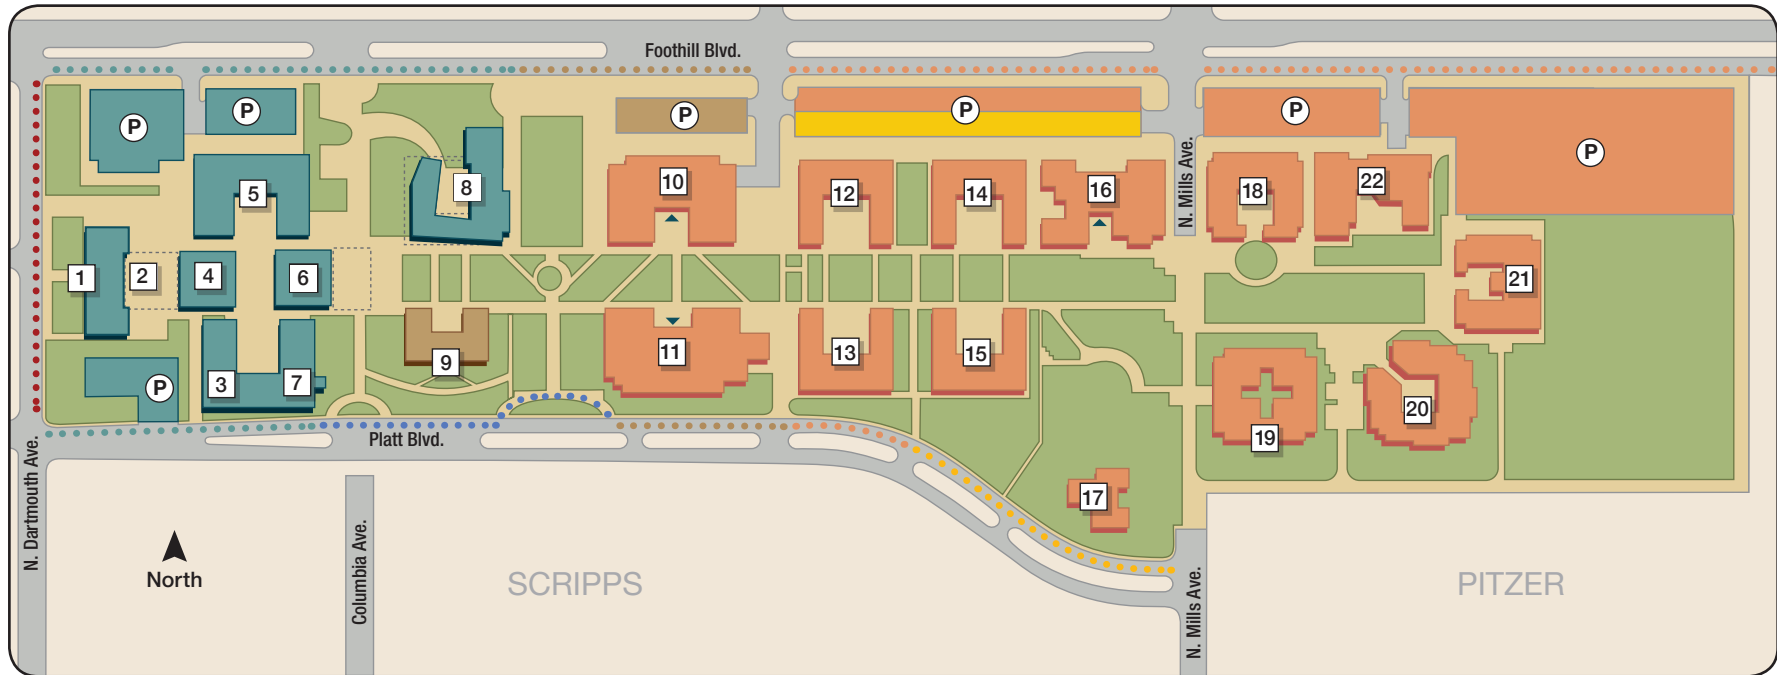 Foothill Blvd.
P
P
P
P
P
P
5
8
10
12
14
16
N. Mills Ave.
18
22
1
2
4
6
21
3
7
P
9
11
13
15
19
20
Platt Blvd.
N. Dartmouth Ave.
17
North
Columbia Ave.
SCRIPPS
PITZER
N. Mills Ave.